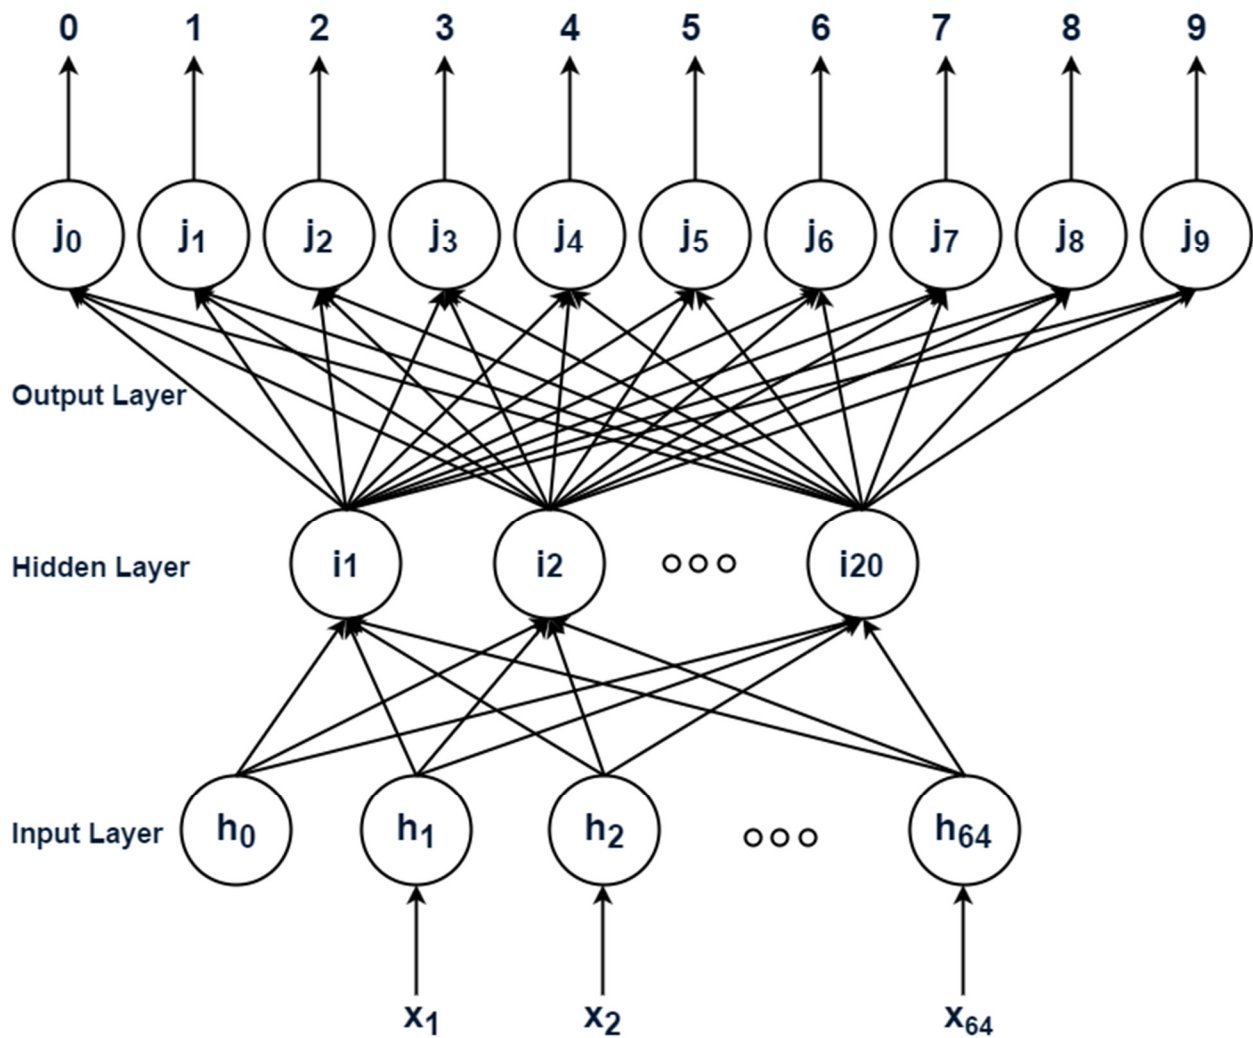 0 1 2 3 4 5 6 7 8 9
j0 j1 j2 j3 j4 j5 j6 j7 j8 j9
Output Layer
Hidden Layer i1 i2 i20
Input Layer h0 h1 h2 h64
x1 x2 x64